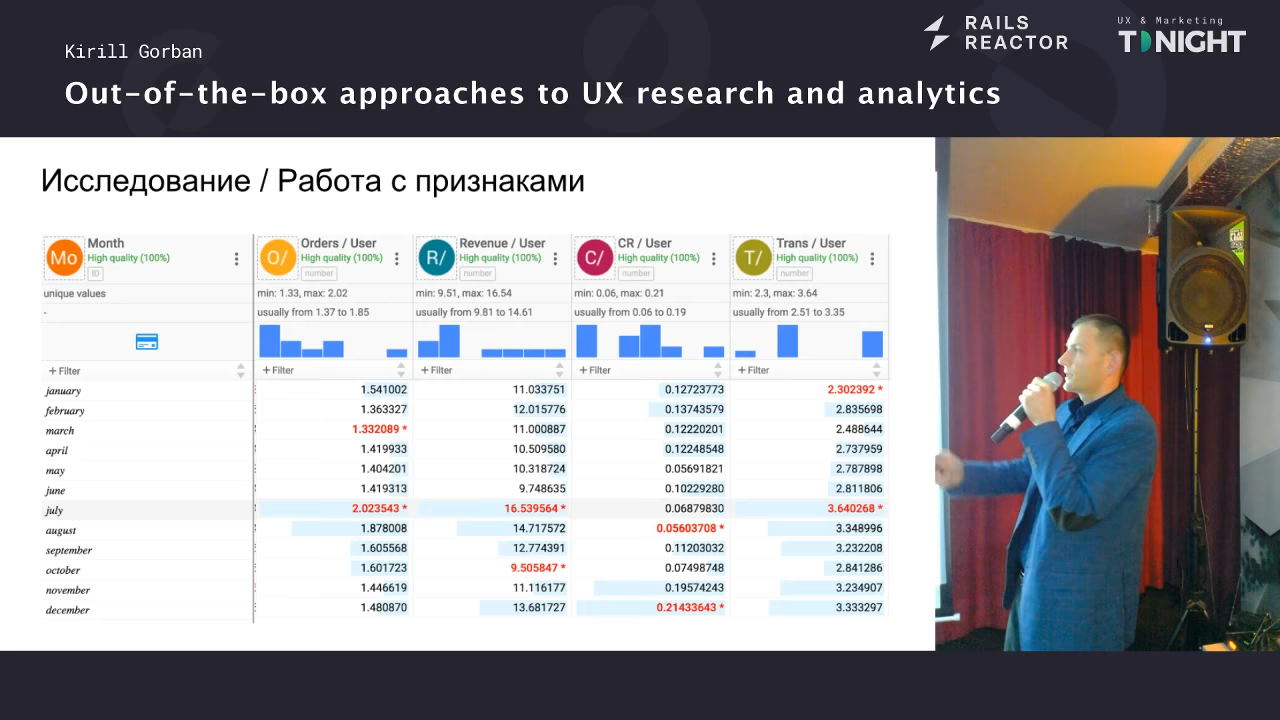 Kirill Gorban
Out-of-the-box approaches to UX research and analytics
RAILS
REACTOR
UX & Marketing
TONIGHT
Исследование / Работа с признаками
Mo Month
High quality (100%)
ID
O/ Orders / User
High quality (100%)
number
R/ Revenue / User
High quality (100%)
number
C/ CR / User
High quality (100%)
number
T/ Trans / User
High quality (100%)
number
unique values min: 1.33, max: 2.02 min: 9.51, max: 16.54 min: 0.06, max: 0.21 min: 2.3, max: 3.64
- usually from 1.37 to 1.85 usually from 9.81 to 14.61 usually from 0.06 to 0.19 usually from 2.51 to 3.35
+ Filter + Filter + Filter + Filter + Filter
january 1.541002 11.033751 0.12723773 2.302392 *
february 1.363327 12.015776 0.13743579 2.835698
march 1.332089 * 11.000887 0.12220201 2.488644
april 1.419933 10.509580 0.12248548 2.737959
may 1.404201 10.318724 0.05691821 2.787898
june 1.419313 9.748635 0.10229280 2.811806
july 2.023543 * 16.539564 * 0.06879830 3.640268 *
august 1.878008 14.717572 0.05603708 * 3.348996
september 1.605568 12.774391 0.11203032 3.232208
october 1.601723 9.505847 * 0.07498748 2.841286
november 1.446619 11.116177 0.19574243 3.234907
december 1.480870 13.681727 0.21433643 * 3.333297